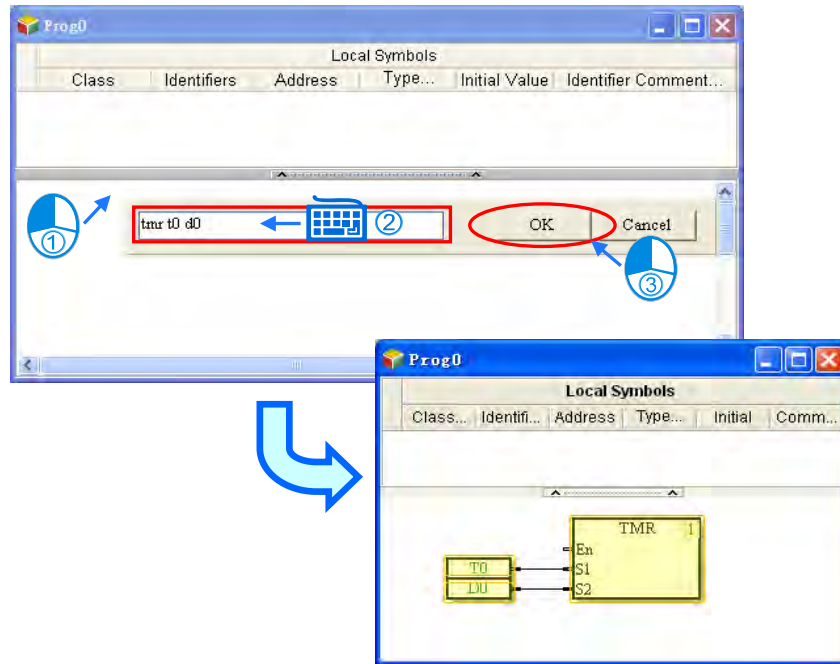 Prog0
Local Symbols
Class Identifiers Address Type... Initial Value Identifier Comment...
① tmr t0 d0 ② OK Cancel
③
Prog0
Local Symbols
Class... Identifi... Address Type... Initial Comm...
TMR 1
En
T0 S1
D0 S2